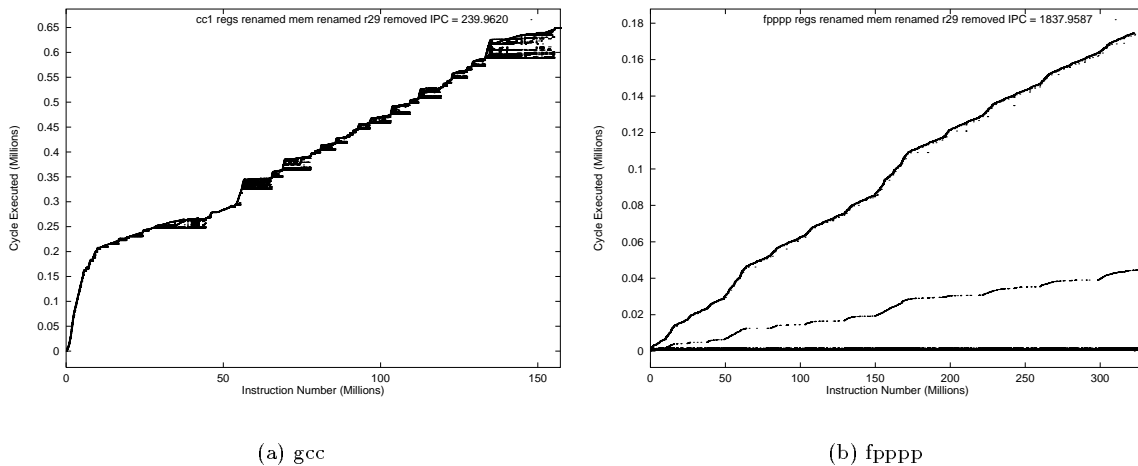 cc1 regs renamed mem renamed r29 removed IPC = 239.9620
0.65
0.6
0.55
0.5
0.45
0.4
0.35
0.3
0.25
0.2
0.15
0.1
0.05
0
Cycle Executed (Millions)
0 50 100 150
Instruction Number (Millions)
(a) gcc
fpppp regs renamed mem renamed r29 removed IPC = 1837.9587
0.18
0.16
0.14
0.12
0.1
0.08
0.06
0.04
0.02
0
Cycle Executed (Millions)
0 50 100 150 200 250 300
Instruction Number (Millions)
(b) fpppp